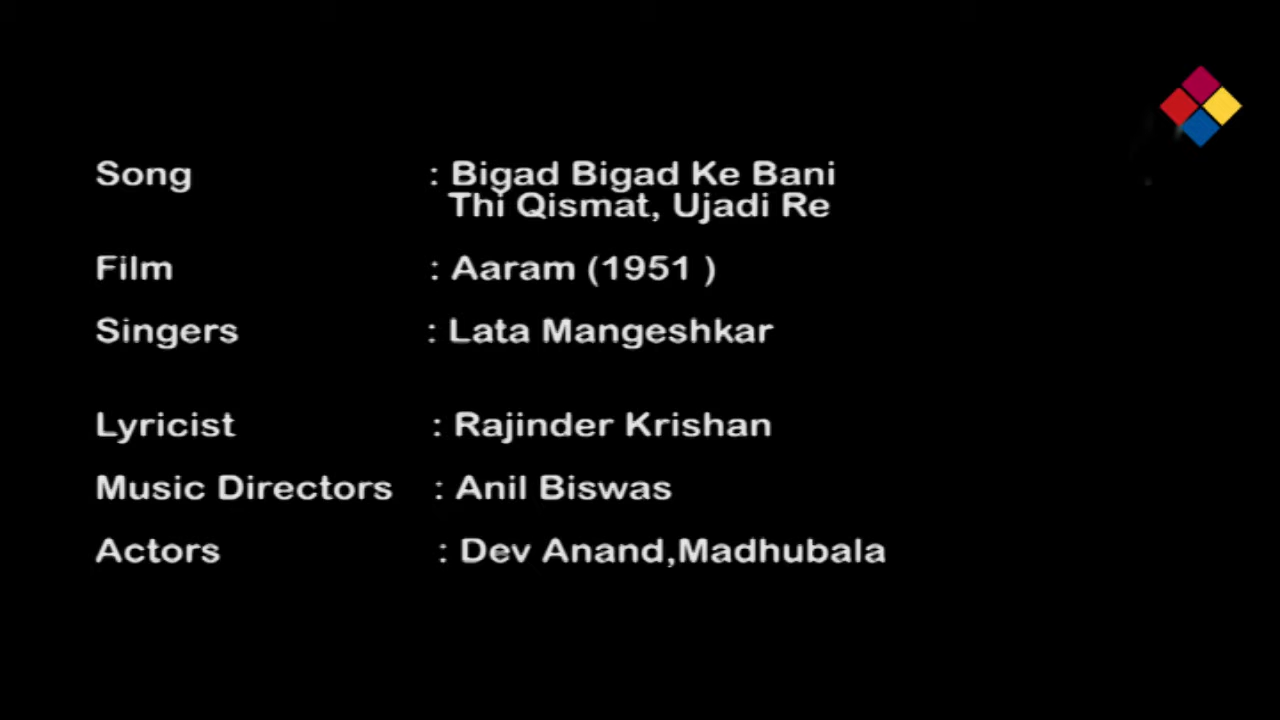 Song : Bigad Bigad Ke Bani
Thi Qismat, Ujadi Re
Film : Aaram (1951 )
Singers : Lata Mangeshkar
Lyricist : Rajinder Krishan
Music Directors : Anil Biswas
Actors : Dev Anand,Madhubala